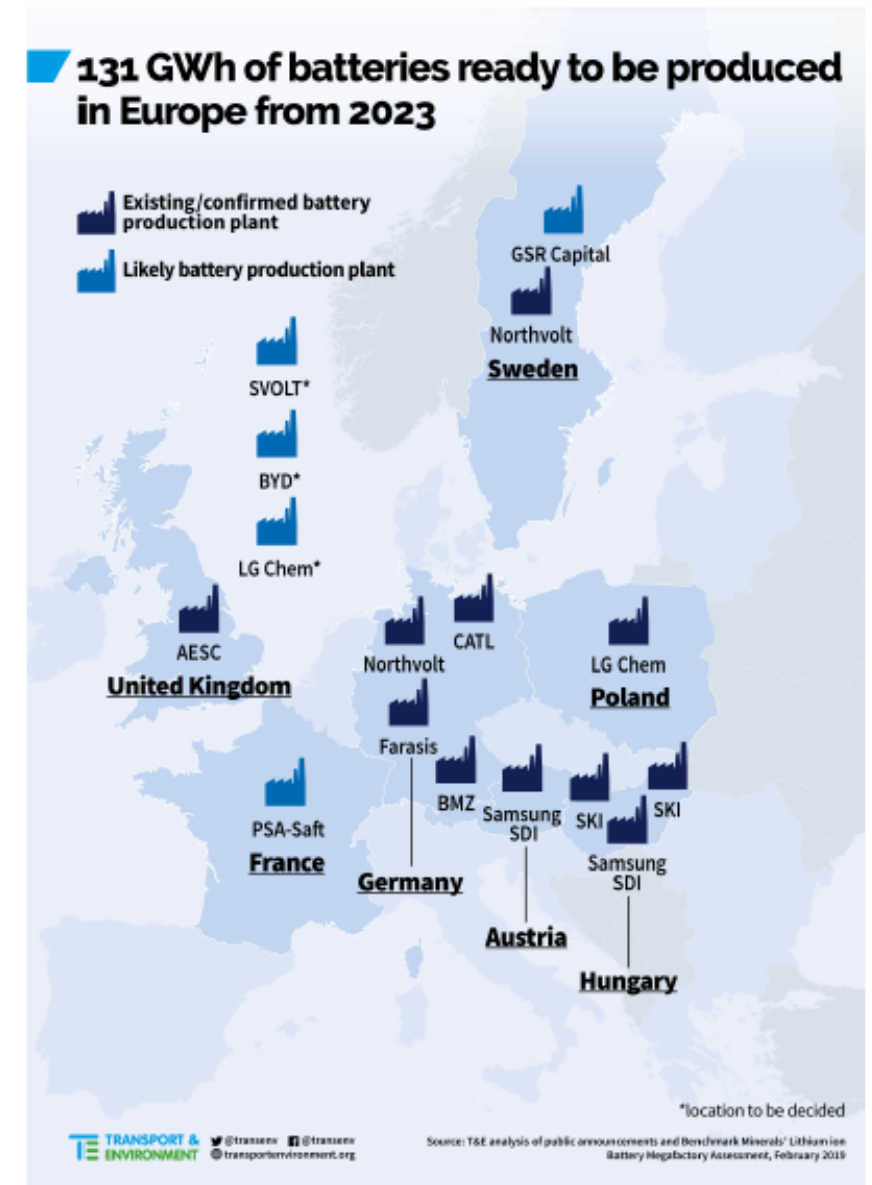 131 GWh of batteries ready to be produced
in Europe from 2023
Existing/confirmed battery
production plant
Likely battery production plant
GSR Capital
Northvolt
Sweden
SVOLT*
BYD*
LG Chem*
AESC
United Kingdom
Northvolt
CATL
LG Chem
Poland
Farasis
BMZ
Samsung
SDI
SKI
SKI
PSA-Saft
France
Samsung
SDI
Germany
Austria
Hungary
*location to be decided
TRANSPORT &
ENVIRONMENT
@transenv @transenv
transportenvironment.org
Source: T&E analysis of public announcements and Benchmark Minerals' Lithium ion
Battery Megafactory Assessment, February 2019